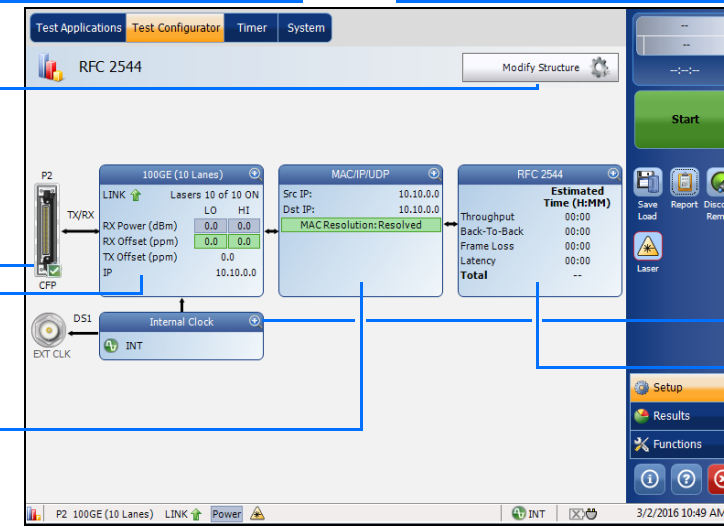 Test Applications Test Configurator Timer System
RFC 2544
Modify Structure
--
--
--:--:--
Start
Save
Load
Report
Laser
P2
TX/RX
CFP
100GE (10 Lanes)
LINK Lasers 10 of 10 ON
LO HI
RX Power (dBm) 0.0 0.0
RX Offset (ppm) 0.0 0.0
TX Offset (ppm) 0.0
IP 10.10.0.0
MAC/IP/UDP
Src IP: 10.10.0.0
Dst IP: 10.10.0.0
MAC Resolution: Resolved
RFC 2544
Estimated
Time (H:MM)
Throughput 00:00
Back-To-Back 00:00
Frame Loss 00:00
Latency 00:00
Total --
DS1
EXT CLK
Internal Clock
INT
Setup
Results
Functions
P2 100GE (10 Lanes) LINK Power INT 3/2/2016 10:49 AM